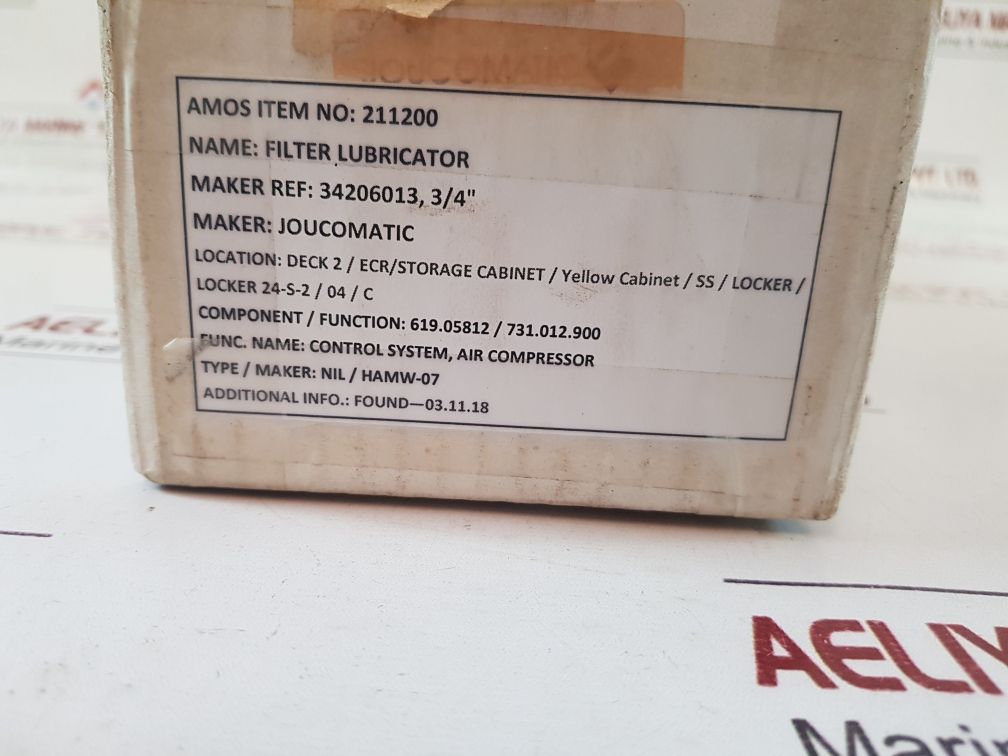 AMOS ITEM NO: 211200
NAME: FILTER LUBRICATOR
MAKER REF: 34206013, 3/4"
MAKER: JOUCOMATIC
LOCATION: DECK 2 / ECR/STORAGE CABINET / Yellow Cabinet / SS / LOCKER /
LOCKER 24-S-2 / 04 / C
COMPONENT / FUNCTION: 619.05812 / 731.012.900
FUNC. NAME: CONTROL SYSTEM, AIR COMPRESSOR
TYPE / MAKER: NIL / HAMW-07
ADDITIONAL INFO.: FOUND—03.11.18
AELIY
Marin